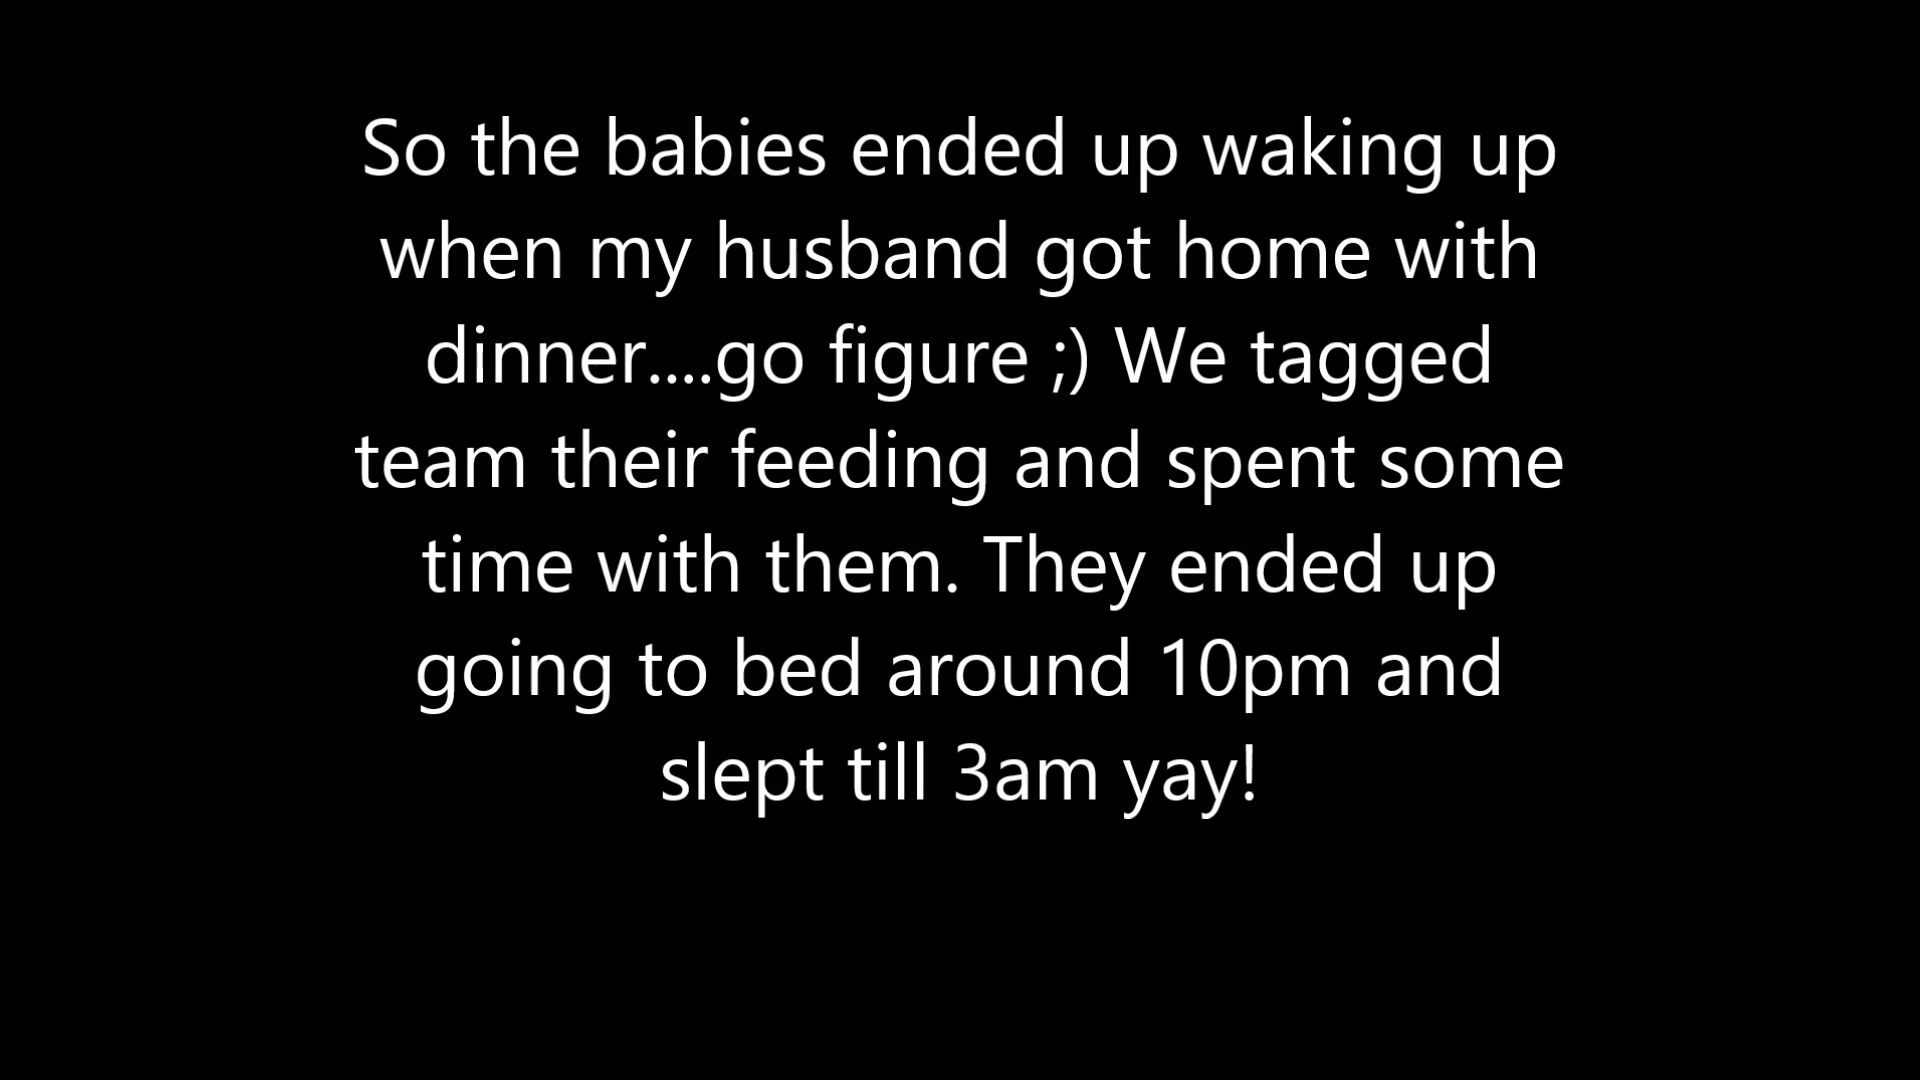 So the babies ended up waking up
when my husband got home with
dinner....go figure ;) We tagged
team their feeding and spent some
time with them. They ended up
going to bed around 10pm and
slept till 3am yay!